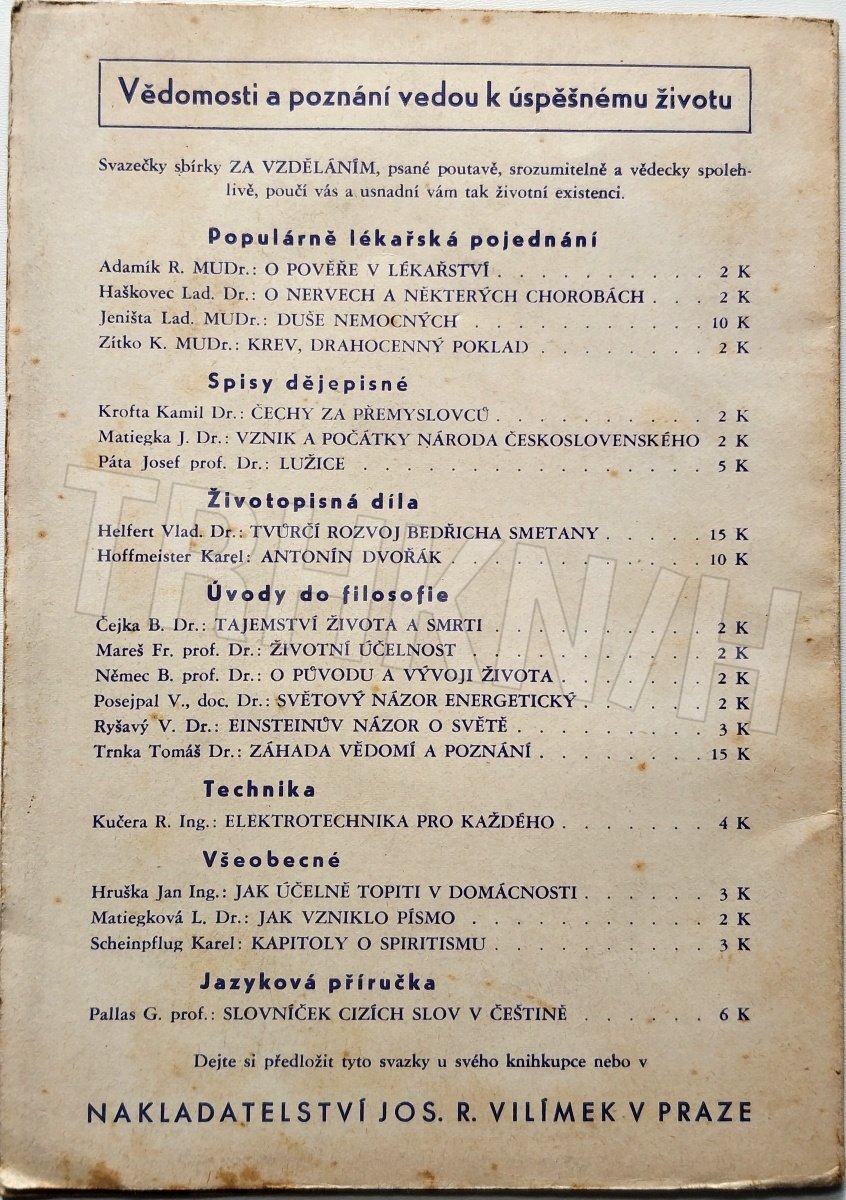 Vědomosti a poznání vedou k úspěšnému životu
Svazečky sbírky ZA VZDĚLÁNÍM, psané poutavě, srozumitelně a vědecky spoleh-
livě, poučí vás a usnadní vám tak životní existenci.
Populárně lékařská pojednání
Adamík R. MUDr.: O POVĚŘE V LÉKAŘSTVÍ . . . . . . . . . . 2 K
Haškovec Lad. Dr.: O NERVECH A NĚKTERÝCH CHOROBÁCH . . . 2 K
Jeništa Lad. MUDr.: DUŠE NEMOCNÝCH . . . . . . . . . . . 10 K
Zítko K. MUDr.: KREV, DRAHOCENNÝ POKLAD . . . . . . . . 2 K
Spisy dějepisné
Krofta Kamil Dr.: ČECHY ZA PŘEMYSLOVCŮ . . . . . . . . . . 2 K
Matiegka J. Dr.: VZNIK A POČÁTKY NÁRODA ČESKOSLOVENSKÉHO 2 K
Páta Josef prof. Dr.: LUŽICE . . . . . . . . . . . . . . . . 5 K
Životopisná díla
Helfert Vlad. Dr.: TVŮRČÍ ROZVOJ BEDŘICHA SMETANY . . . . . 15 K
Hoffmeister Karel: ANTONÍN DVOŘÁK . . . . . . . . . . . . 10 K
Úvody do filosofie
Čejka B. Dr.: TAJEMSTVÍ ŽIVOTA A SMRTI . . . . . . . . . . 2 K
Mareš Fr. prof. Dr.: ŽIVOTNÍ ÚČELNOST . . . . . . . . . . . 2 K
Němec B. prof. Dr.: O PŮVODU A VÝVOJI ŽIVOTA . . . . . . . 2 K
Posejpal V., doc. Dr.: SVĚTOVÝ NÁZOR ENERGETICKÝ . . . . . . 2 K
Ryšavý V. Dr.: EINSTEINŮV NÁZOR O SVĚTĚ . . . . . . . . . 3 K
Trnka Tomáš Dr.: ZÁHADA VĚDOMÍ A POZNÁNÍ . . . . . . . . 15 K
Technika
Kučera R. Ing.: ELEKTROTECHNIKA PRO KAŽDÉHO . . . . . . . 4 K
Všeobecné
Hruška Jan Ing.: JAK ÚČELNĚ TOPITI V DOMÁCNOSTI . . . . . . 3 K
Matiegková L. Dr.: JAK VZNIKLO PÍSMO . . . . . . . . . . . 2 K
Scheinpflug Karel: KAPITOLY O SPIRITISMU . . . . . . . . . . 3 K
Jazyková příručka
Pallas G. prof.: SLOVNÍČEK CIZÍCH SLOV V ČEŠTINĚ . . . . . . 6 K
Dejte si předložit tyto svazky u svého knihkupce nebo v
NAKLADATELSTVÍ JOS. R. VILÍMEK V PRAZE